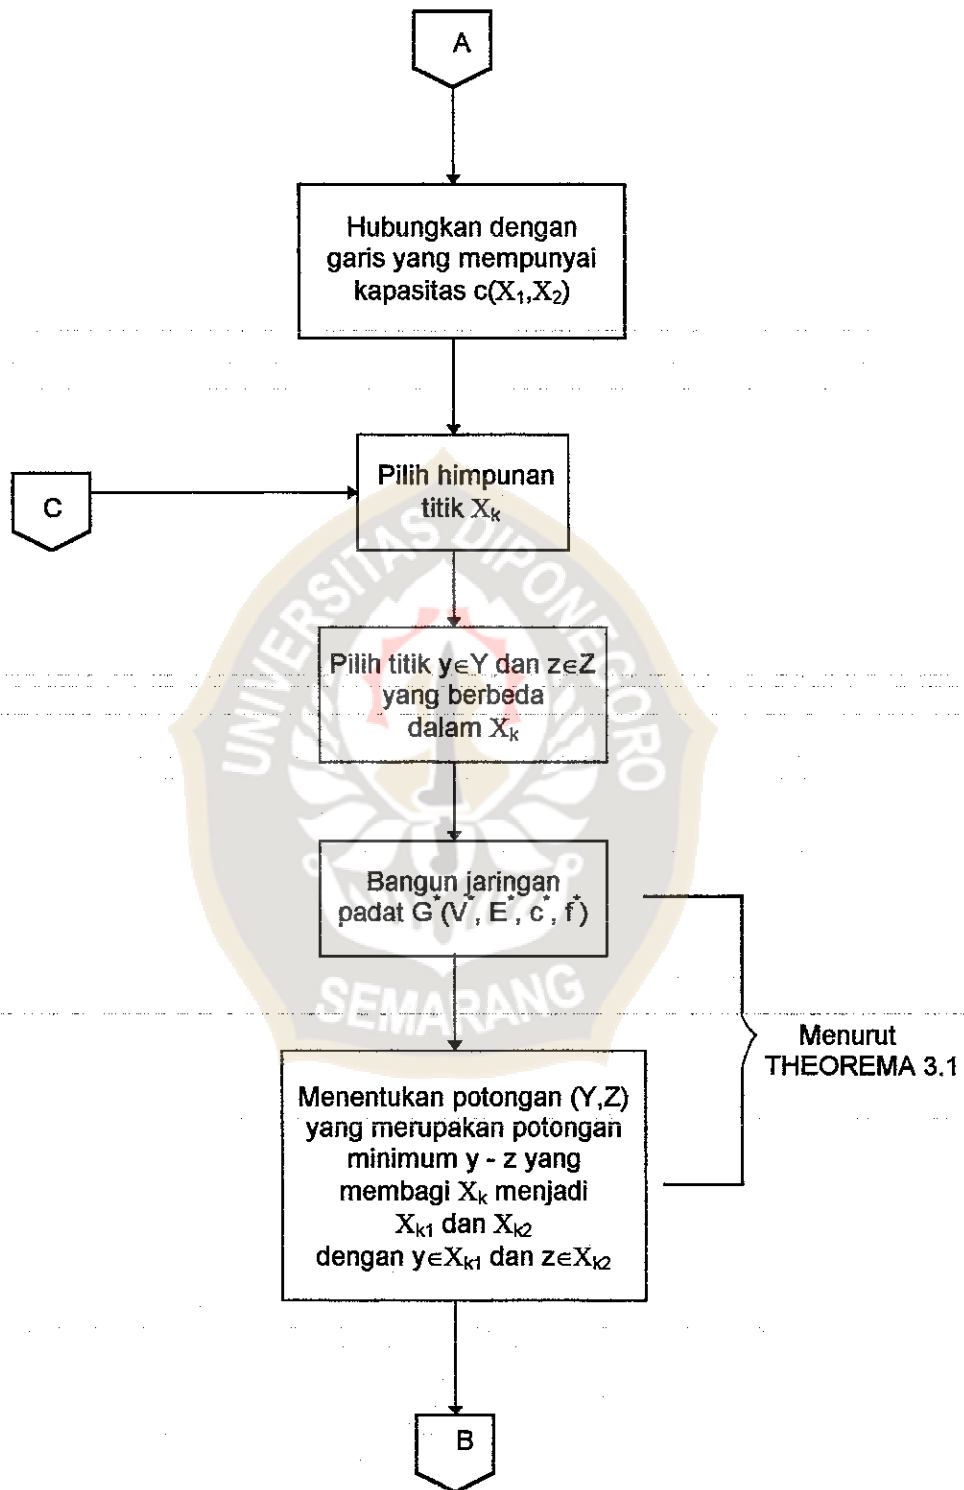 A
Hubungkan dengan
garis yang mempunyai
kapasitas c(X₁,X₂)
Pilih himpunan
titik Xₖ
C
Pilih titik y∈Y dan z∈Z
yang berbeda
dalam Xₖ
Bangun jaringan
padat G*(V*, E*, c*, f*)
Menurut
THEOREMA 3.1
Menentukan potongan (Y,Z)
yang merupakan potongan
minimum y - z yang
membagi Xₖ menjadi
Xₖ₁ dan Xₖ₂
dengan y∈Xₖ₁ dan z∈Xₖ₂
B
UNIVERSITAS DIPONEGORO
SEMARANG